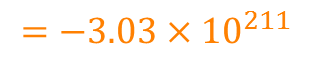 = −3.03 × 10²¹¹